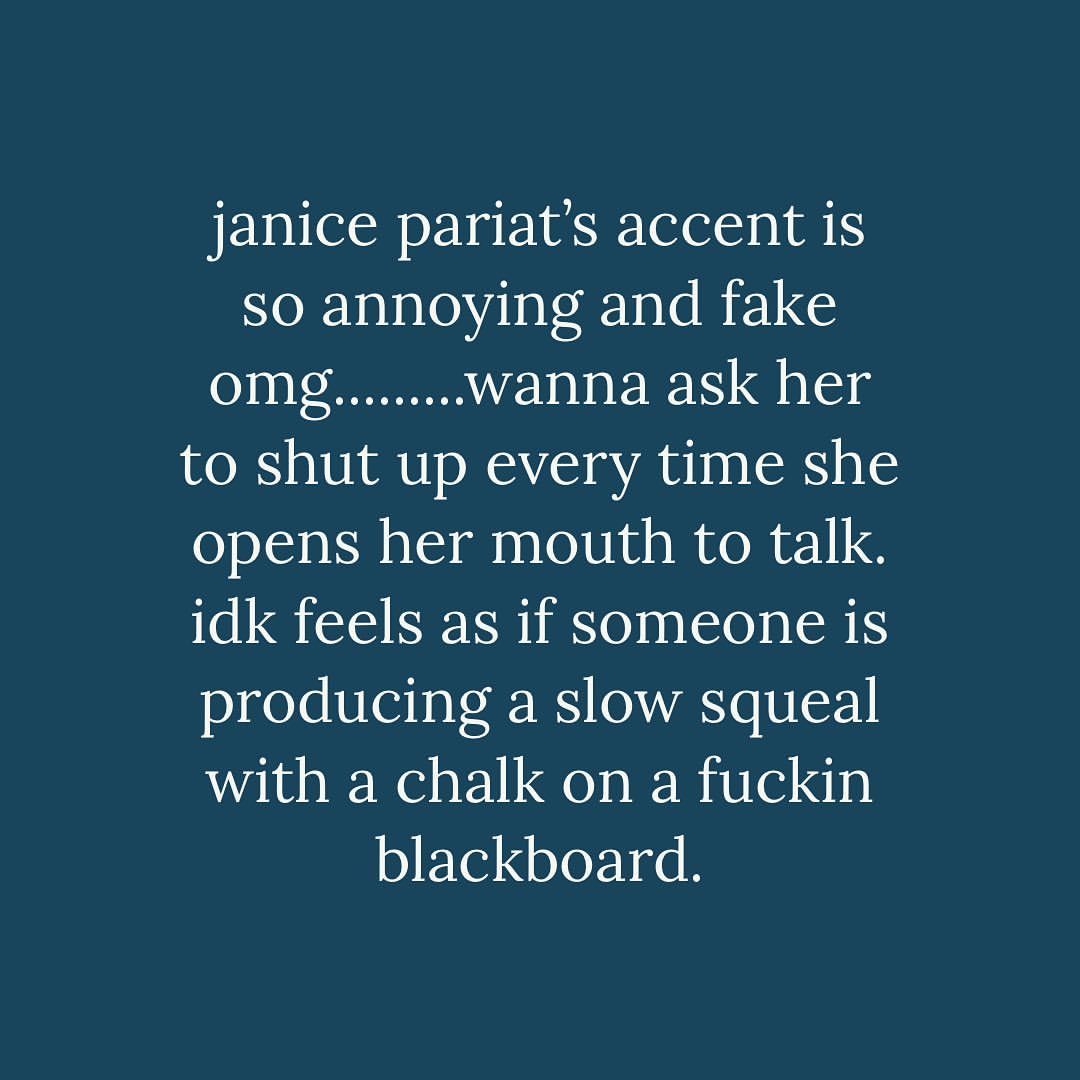 janice pariat’s accent is
so annoying and fake
omg.........wanna ask her
to shut up every time she
opens her mouth to talk.
idk feels as if someone is
producing a slow squeal
with a chalk on a fuckin
blackboard.